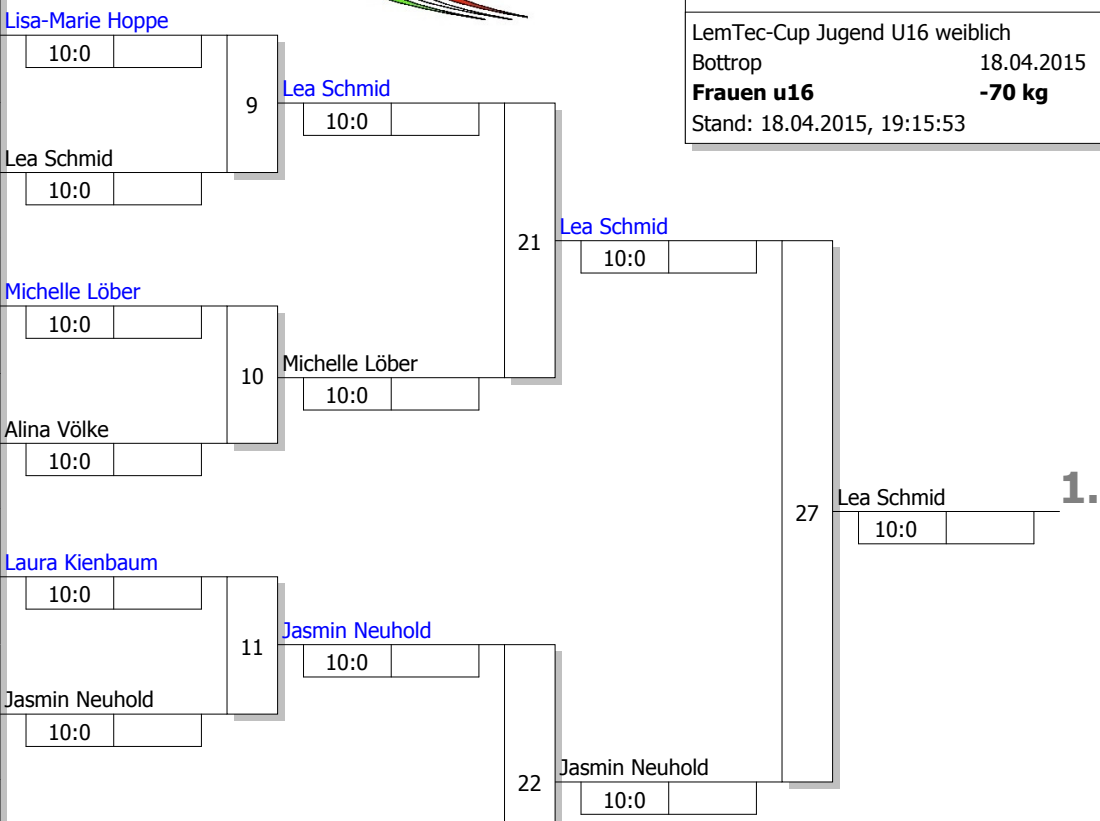 Lisa-Marie Hoppe
10:0
9
Lea Schmid
10:0
Lea Schmid
10:0
LemTec-Cup Jugend U16 weiblich
Bottrop 18.04.2015
Frauen u16 -70 kg
Stand: 18.04.2015, 19:15:53
21
Lea Schmid
10:0
Michelle Löber
10:0
10
Michelle Löber
10:0
Alina Völke
10:0
27
Lea Schmid
10:0
1.
Laura Kienbaum
10:0
11
Jasmin Neuhold
10:0
Jasmin Neuhold
10:0
22
Jasmin Neuhold
10:0